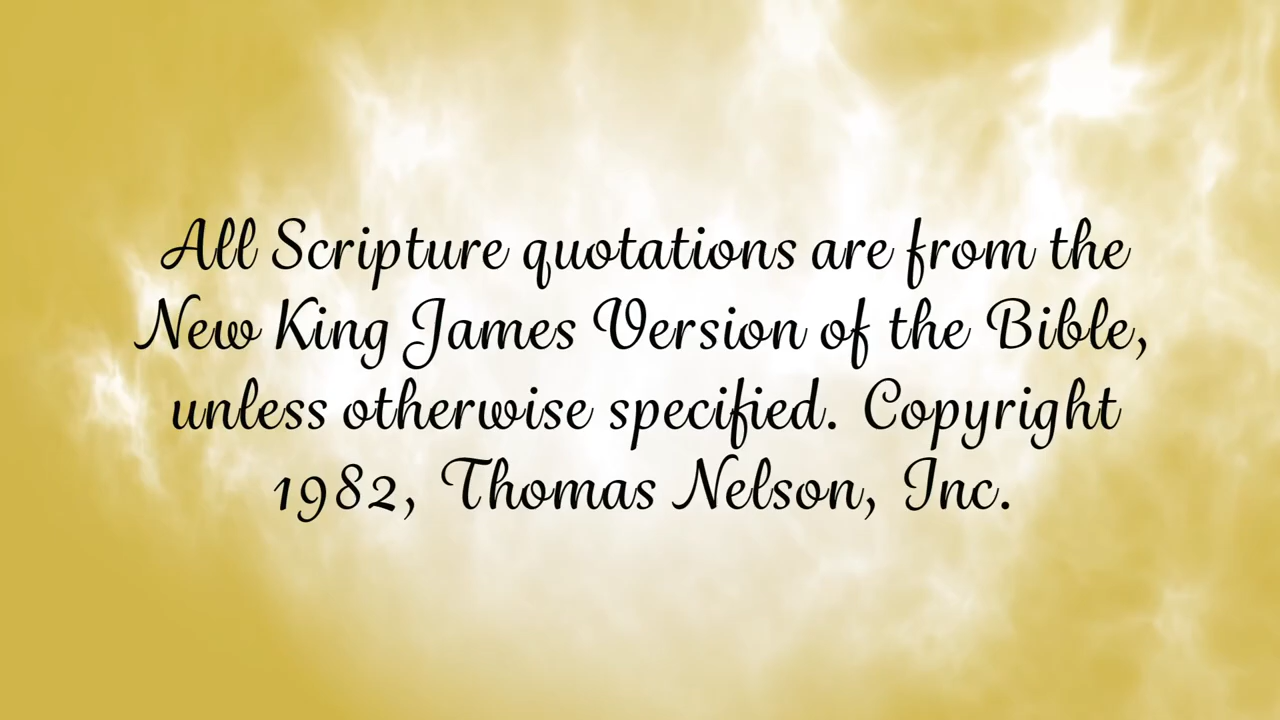 All Scripture quotations are from the
New King James Version of the Bible,
unless otherwise specified. Copyright
1982, Thomas Nelson, Inc.